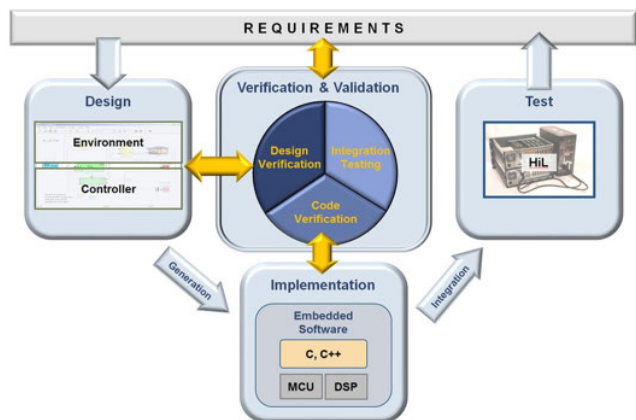 REQUIREMENTS
Design
Environment
Controller
Verification & Validation
Design
Verification
Integration
Testing
Code
Verification
Test
HiL
Generation
Integration
Implementation
Embedded
Software
C, C++
MCU
DSP